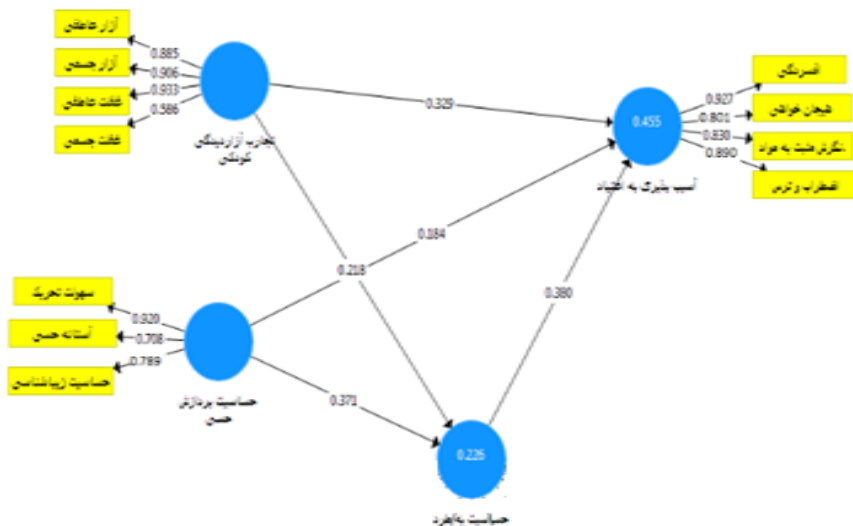 آزار عاطفی
آزار جسمی
غفلت عاطفی
غفلت جسمی
0.885
0.906
0.933
0.586
تجارب آزاردیدگی
کودکی
0.329
0.455
آسیب پذیری به اعتیاد
0.927
0.801
0.830
0.890
افسردگی
هیجان خواهی
نگرش مثبت به مواد
اضطراب و ترس
0.184
0.218
0.380
سهولت تحریک
آستانه حسی
حساسیت زیباشناسی
0.920
0.708
0.789
حساسیت پردازش
حسی
0.371
0.226
حساسیت به طرد